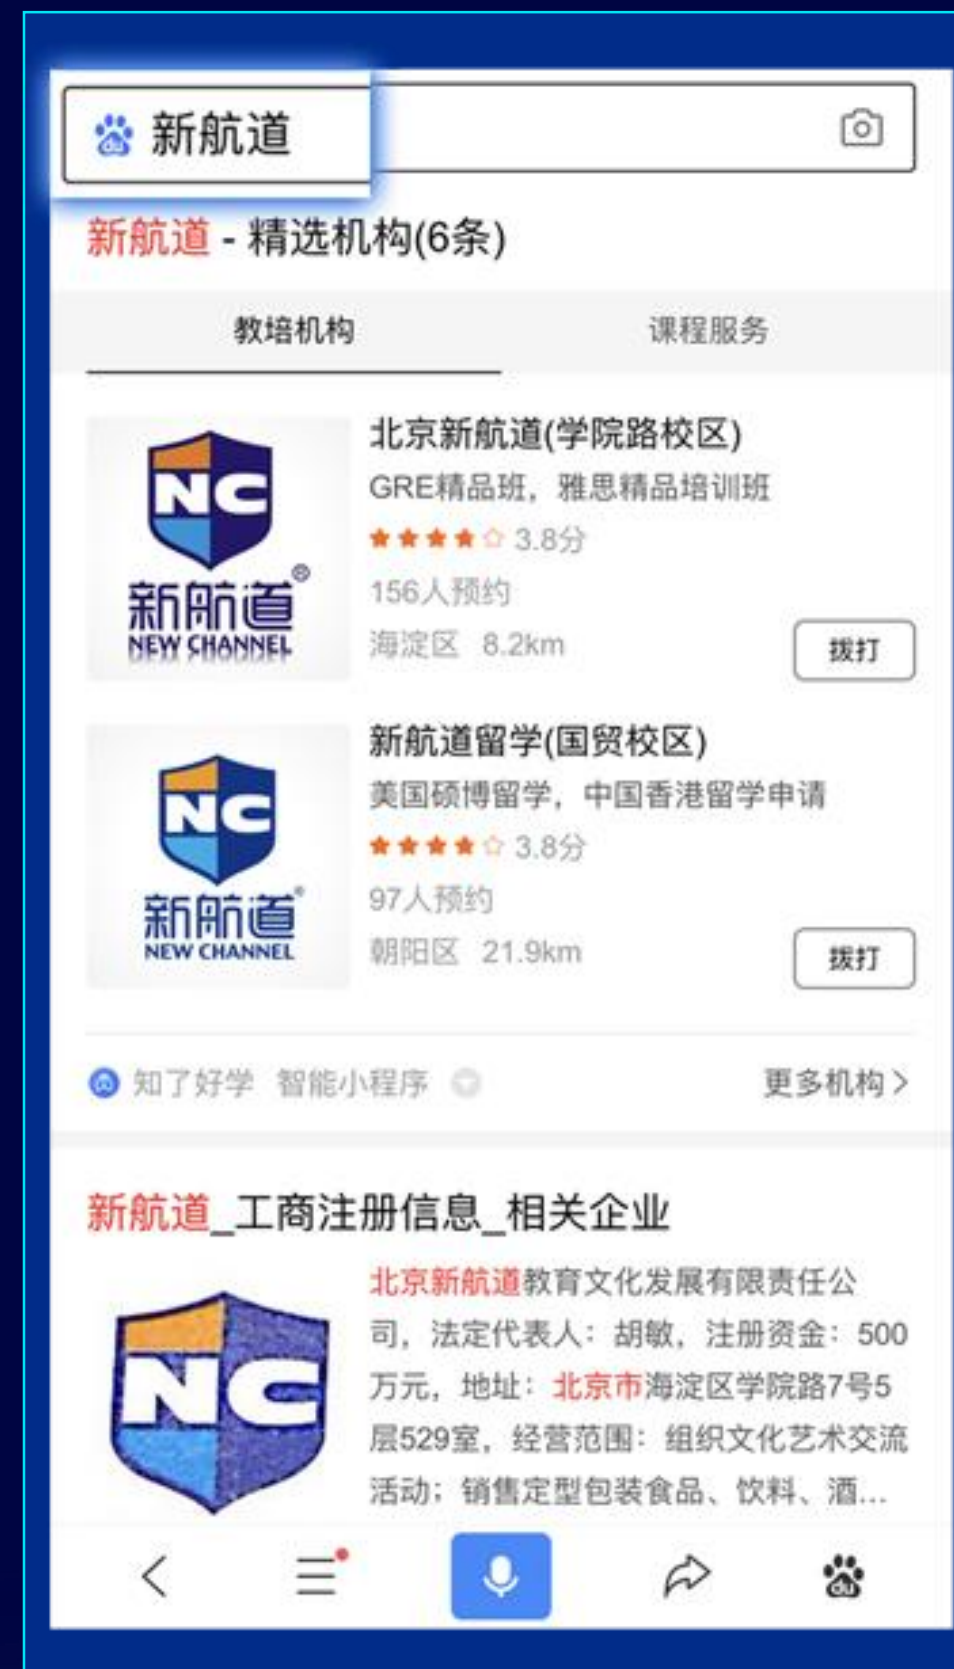 du 新航道
新航道 - 精选机构(6条)
教培机构 课程服务
NC
新航道®
NEW CHANNEL
北京新航道(学院路校区)
GRE精品班，雅思精品培训班
3.8分
156人预约
海淀区 8.2km
拨打
NC
新航道®
NEW CHANNEL
新航道留学(国贸校区)
美国硕博留学，中国香港留学申请
3.8分
97人预约
朝阳区 21.9km
拨打
知了好学 智能小程序
更多机构
新航道_工商注册信息_相关企业
NC
北京新航道教育文化发展有限责任公
司，法定代表人：胡敏，注册资金：500
万元，地址：北京市海淀区学院路7号5
层529室，经营范围：组织文化艺术交流
活动；销售定型包装食品、饮料、酒...
du